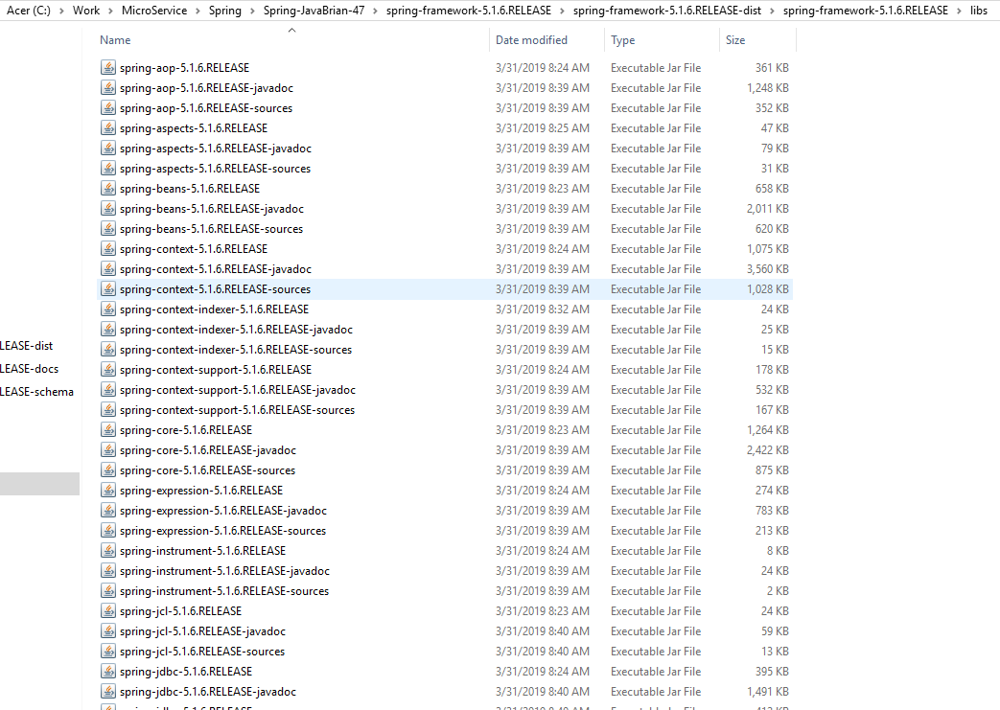 Acer (C:) > Work > MicroService > Spring > Spring-JavaBrian-47 > spring-framework-5.1.6.RELEASE > spring-framework-5.1.6.RELEASE-dist > spring-framework-5.1.6.RELEASE > libs
Name Date modified Type Size
spring-aop-5.1.6.RELEASE 3/31/2019 8:24 AM Executable Jar File 361 KB
spring-aop-5.1.6.RELEASE-javadoc 3/31/2019 8:39 AM Executable Jar File 1,248 KB
spring-aop-5.1.6.RELEASE-sources 3/31/2019 8:39 AM Executable Jar File 352 KB
spring-aspects-5.1.6.RELEASE 3/31/2019 8:25 AM Executable Jar File 47 KB
spring-aspects-5.1.6.RELEASE-javadoc 3/31/2019 8:39 AM Executable Jar File 79 KB
spring-aspects-5.1.6.RELEASE-sources 3/31/2019 8:39 AM Executable Jar File 31 KB
spring-beans-5.1.6.RELEASE 3/31/2019 8:23 AM Executable Jar File 658 KB
spring-beans-5.1.6.RELEASE-javadoc 3/31/2019 8:39 AM Executable Jar File 2,011 KB
spring-beans-5.1.6.RELEASE-sources 3/31/2019 8:39 AM Executable Jar File 620 KB
spring-context-5.1.6.RELEASE 3/31/2019 8:24 AM Executable Jar File 1,075 KB
spring-context-5.1.6.RELEASE-javadoc 3/31/2019 8:39 AM Executable Jar File 3,560 KB
spring-context-5.1.6.RELEASE-sources 3/31/2019 8:39 AM Executable Jar File 1,028 KB
spring-context-indexer-5.1.6.RELEASE 3/31/2019 8:32 AM Executable Jar File 24 KB
spring-context-indexer-5.1.6.RELEASE-javadoc 3/31/2019 8:39 AM Executable Jar File 25 KB
LEASE-dist spring-context-indexer-5.1.6.RELEASE-sources 3/31/2019 8:39 AM Executable Jar File 15 KB
LEASE-docs spring-context-support-5.1.6.RELEASE 3/31/2019 8:24 AM Executable Jar File 178 KB
LEASE-schema spring-context-support-5.1.6.RELEASE-javadoc 3/31/2019 8:39 AM Executable Jar File 532 KB
spring-context-support-5.1.6.RELEASE-sources 3/31/2019 8:39 AM Executable Jar File 167 KB
spring-core-5.1.6.RELEASE 3/31/2019 8:23 AM Executable Jar File 1,264 KB
spring-core-5.1.6.RELEASE-javadoc 3/31/2019 8:39 AM Executable Jar File 2,422 KB
spring-core-5.1.6.RELEASE-sources 3/31/2019 8:39 AM Executable Jar File 875 KB
spring-expression-5.1.6.RELEASE 3/31/2019 8:24 AM Executable Jar File 274 KB
spring-expression-5.1.6.RELEASE-javadoc 3/31/2019 8:39 AM Executable Jar File 783 KB
spring-expression-5.1.6.RELEASE-sources 3/31/2019 8:39 AM Executable Jar File 213 KB
spring-instrument-5.1.6.RELEASE 3/31/2019 8:24 AM Executable Jar File 8 KB
spring-instrument-5.1.6.RELEASE-javadoc 3/31/2019 8:39 AM Executable Jar File 24 KB
spring-instrument-5.1.6.RELEASE-sources 3/31/2019 8:39 AM Executable Jar File 2 KB
spring-jcl-5.1.6.RELEASE 3/31/2019 8:23 AM Executable Jar File 24 KB
spring-jcl-5.1.6.RELEASE-javadoc 3/31/2019 8:40 AM Executable Jar File 59 KB
spring-jcl-5.1.6.RELEASE-sources 3/31/2019 8:40 AM Executable Jar File 13 KB
spring-jdbc-5.1.6.RELEASE 3/31/2019 8:24 AM Executable Jar File 395 KB
spring-jdbc-5.1.6.RELEASE-javadoc 3/31/2019 8:40 AM Executable Jar File 1,491 KB